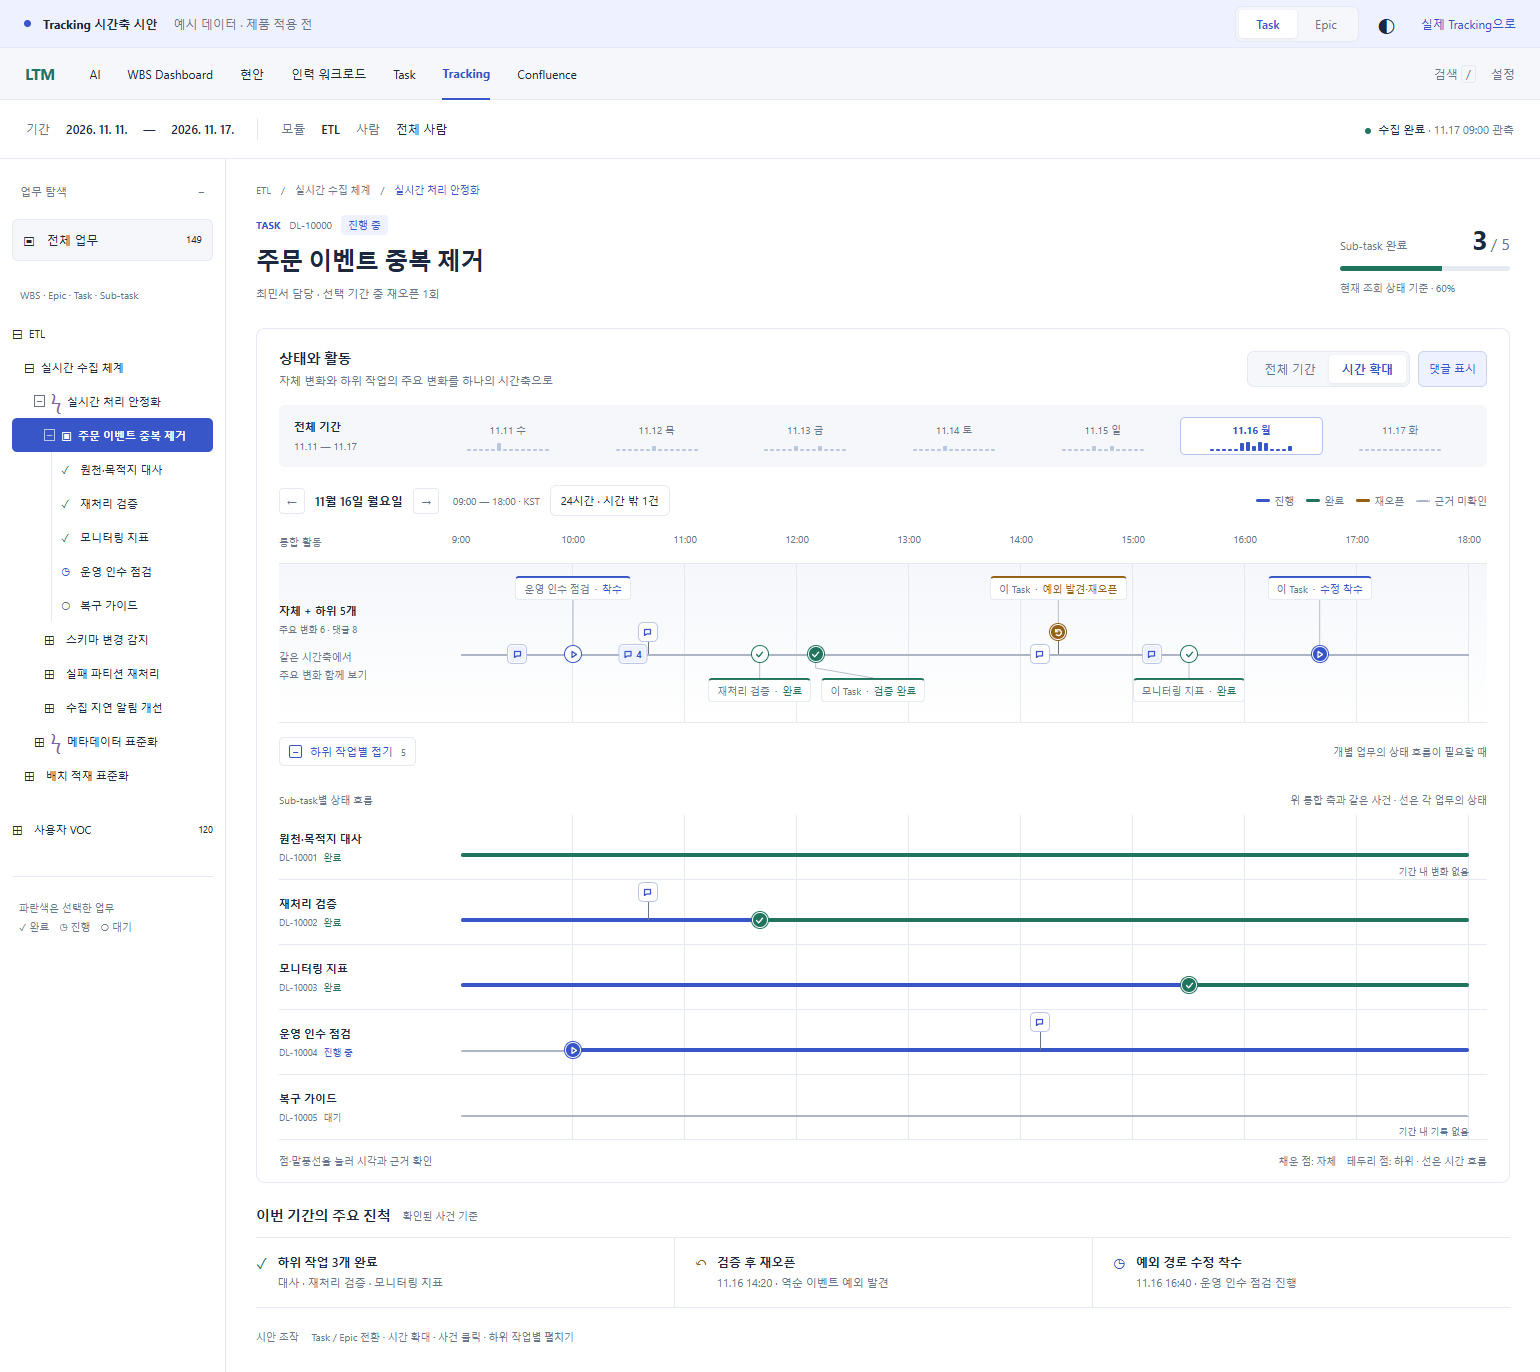 Tracking 시간축 시안 예시 데이터 · 제품 적용 전 Task Epic 실제 Tracking으로
LTM AI WBS Dashboard 현안 인력 워크로드 Task Tracking Confluence 검색 / 설정
기간 2026. 11. 11. — 2026. 11. 17. 모듈 ETL 사람 전체 사람 수집 완료 · 11.17 09:00 관측
업무 탐색 −
전체 업무 149
WBS · Epic · Task · Sub-task
ETL
실시간 수집 체계
실시간 처리 안정화
주문 이벤트 중복 제거
원천·목적지 대사
재처리 검증
모니터링 지표
운영 인수 점검
복구 가이드
스키마 변경 감지
실패 파티션 재처리
수집 지연 알림 개선
메타데이터 표준화
배치 적재 표준화
사용자 VOC 120
파란색은 선택한 업무
✓ 완료 진행 대기
ETL / 실시간 수집 체계 / 실시간 처리 안정화
TASK DL-10000 진행 중
주문 이벤트 중복 제거
최민서 담당 · 선택 기간 중 재오픈 1회
Sub-task 완료 3 / 5
현재 조회 상태 기준 · 60%
상태와 활동
자체 변화와 하위 작업의 주요 변화를 하나의 시간축으로
전체 기간 시간 확대 댓글 표시
전체 기간
11.11 — 11.17
11.11 수 11.12 목 11.13 금 11.14 토 11.15 일 11.16 월 11.17 화
← 11월 16일 월요일 → 09:00 — 18:00 · KST 24시간 · 시간 밖 1건
진행 완료 재오픈 근거 미확인
통합 활동 9:00 10:00 11:00 12:00 13:00 14:00 15:00 16:00 17:00 18:00
운영 인수 점검 · 착수 이 Task · 예외 발견·재오픈 이 Task · 수정 착수
자체 + 하위 5개
주요 변화 6 · 댓글 8
같은 시간축에서
주요 변화 함께 보기
4
재처리 검증 · 완료 이 Task · 검증 완료 모니터링 지표 · 완료
하위 작업별 접기 5 개별 업무의 상태 흐름이 필요할 때
Sub-task별 상태 흐름 위 통합 축과 같은 사건 · 선은 각 업무의 상태
원천·목적지 대사
DL-10001 완료
기간 내 변화 없음
재처리 검증
DL-10002 완료
모니터링 지표
DL-10003 완료
운영 인수 점검
DL-10004 진행 중
복구 가이드
DL-10005 대기
기간 내 기록 없음
점·말풍선을 눌러 시각과 근거 확인 채운 점: 자체 테두리 점: 하위 · 선은 시간 흐름
이번 기간의 주요 진척 확인된 사건 기준
하위 작업 3개 완료
대사 · 재처리 검증 · 모니터링 지표
검증 후 재오픈
11.16 14:20 · 역순 이벤트 예외 발견
예외 경로 수정 착수
11.16 16:40 · 운영 인수 점검 진행
시안 조작 Task / Epic 전환 · 시간 확대 · 사건 클릭 · 하위 작업별 펼치기